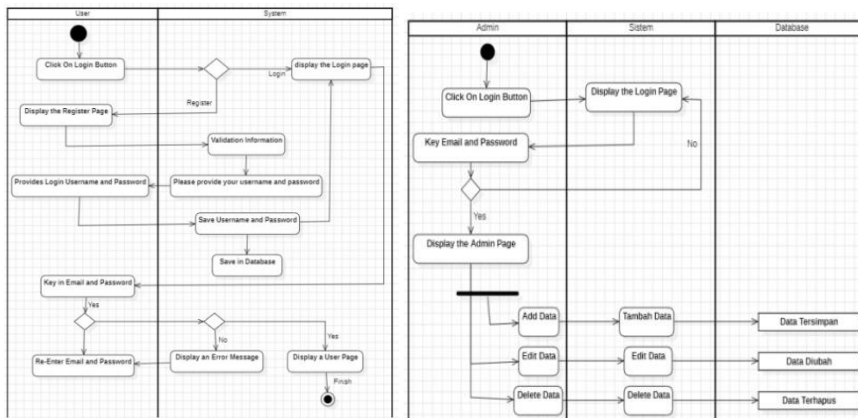 User System
Click On Login Button
display the Login page
Login
Register
Display the Register Page
Validation Information
Provides Login Username and Password
Please provide your username and password
Save Username and Password
Save in Database
Key in Email and Password
Yes
No
Yes
Re-Enter Email and Password
Display an Error Message
Display a User Page
Finish
Admin Sistem Database
Click On Login Button
Display the Login Page
Key Email and Password
No
Yes
Display the Admin Page
Add Data Tambah Data Data Tersimpan
Edit Data Edit Data Data Diubah
Delete Data Delete Data Data Terhapus